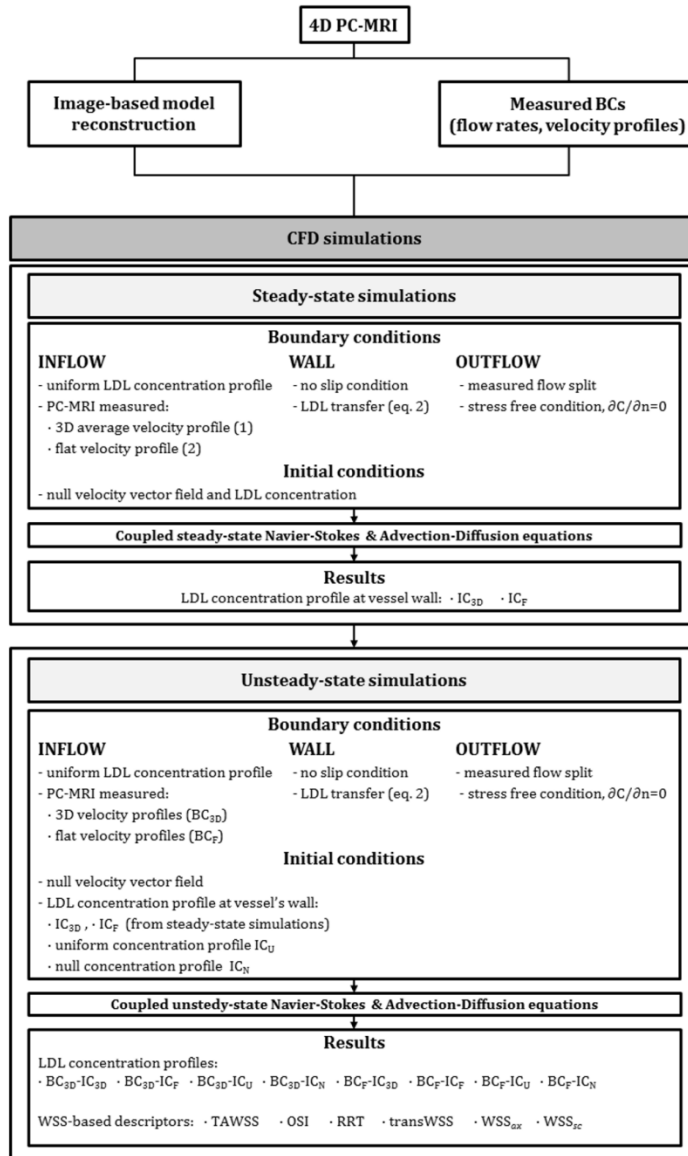 4D PC-MRI
Image-based model
reconstruction
Measured BCs
(flow rates, velocity profiles)
CFD simulations
Steady-state simulations
Boundary conditions
INFLOW
- uniform LDL concentration profile
- PC-MRI measured:
· 3D average velocity profile (1)
· flat velocity profile (2)
WALL
- no slip condition
- LDL transfer (eq. 2)
OUTFLOW
- measured flow split
- stress free condition, ∂C/∂n=0
Initial conditions
- null velocity vector field and LDL concentration
Coupled steady-state Navier-Stokes & Advection-Diffusion equations
Results
LDL concentration profile at vessel wall: · IC3D · ICF
Unsteady-state simulations
Boundary conditions
INFLOW
- uniform LDL concentration profile
- PC-MRI measured:
· 3D velocity profiles (BC3D)
· flat velocity profiles (BCF)
WALL
- no slip condition
- LDL transfer (eq. 2)
OUTFLOW
- measured flow split
- stress free condition, ∂C/∂n=0
Initial conditions
- null velocity vector field
- LDL concentration profile at vessel's wall:
· IC3D , · ICF (from steady-state simulations)
· uniform concentration profile ICU
· null concentration profile ICN
Coupled unstedy-state Navier-Stokes & Advection-Diffusion equations
Results
LDL concentration profiles:
· BC3D-IC3D · BC3D-ICF · BC3D-ICU · BC3D-ICN · BCF-IC3D · BCF-ICF · BCF-ICU · BCF-ICN
WSS-based descriptors: · TAWSS · OSI · RRT · transWSS · WSSax · WSSsc